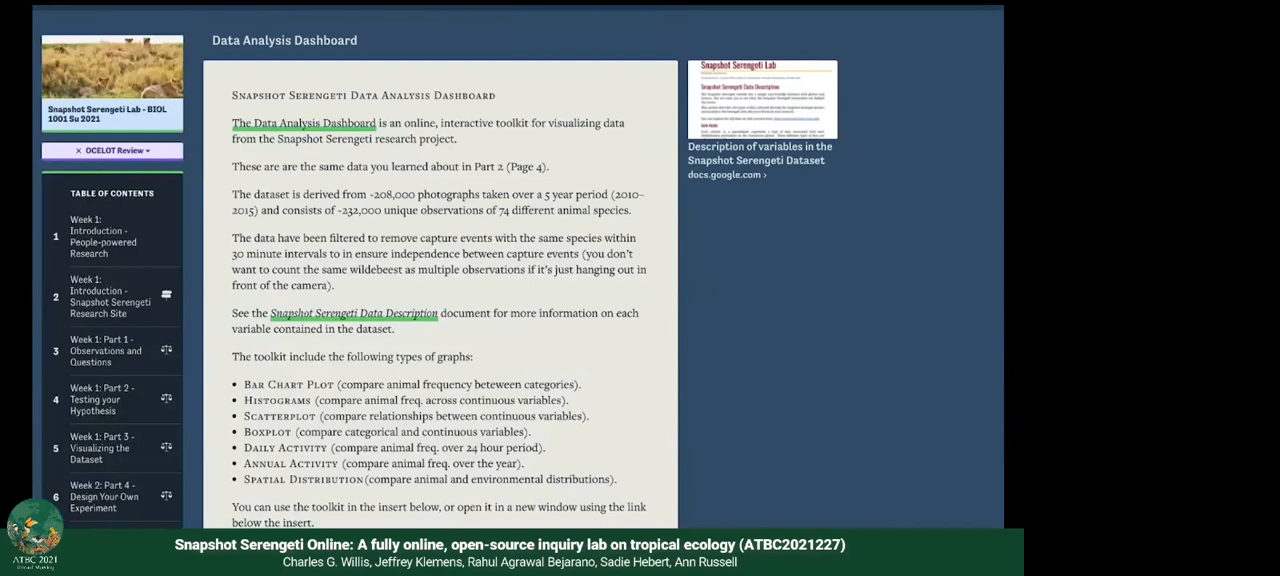 Data Analysis Dashboard
Snapshot Serengeti Lab - BIOL
1001 Su 2021
× OCELOT Review
TABLE OF CONTENTS
1
Week 1:
Introduction -
People-powered
Research
2
Week 1:
Introduction -
Snapshot Serengeti
Research Site
3
Week 1: Part 1 -
Observations and
Questions
4
Week 1: Part 2 -
Testing your
Hypothesis
5
Week 1: Part 3 -
Visualizing the
Dataset
6
Week 2: Part 4 -
Design Your Own
Experiment
Snapshot Serengeti Data Analysis Dashboard
The Data Analysis Dashboard is an online, interactive toolkit for visualizing data
from the Snapshot Serengeti research project.
These are are the same data you learned about in Part 2 (Page 4).
The dataset is derived from ~208,000 photographs taken over a 5 year period (2010–
2015) and consists of ~232,000 unique observations of 74 different animal species.
The data have been filtered to remove capture events with the same species within
30 minute intervals to in ensure independence between capture events (you don't
want to count the same wildebeest as multiple observations if it's just hanging out in
front of the camera).
See the Snapshot Serengeti Data Description document for more information on each
variable contained in the dataset.
The toolkit include the following types of graphs:
• Bar Chart Plot (compare animal frequency beteween categories).
• Histograms (compare animal freq. across continuous variables).
• Scatterplot (compare relationships between continuous variables).
• Boxplot (compare categorical and continuous variables).
• Daily Activity (compare animal freq. over 24 hour period).
• Annual Activity (compare animal freq. over the year).
• Spatial Distribution(compare animal and environmental distributions).
You can use the toolkit in the insert below, or open it in a new window using the link
below the insert.
Snapshot Serengeti Lab
Snapshot Serengeti Data Description
Description of variables in the
Snapshot Serengeti Dataset
docs.google.com ›
ATBC 2021
Snapshot Serengeti Online: A fully online, open-source inquiry lab on tropical ecology (ATBC2021227)
Charles G. Willis, Jeffrey Klemens, Rahul Agrawal Bejarano, Sadie Hebert, Ann Russell